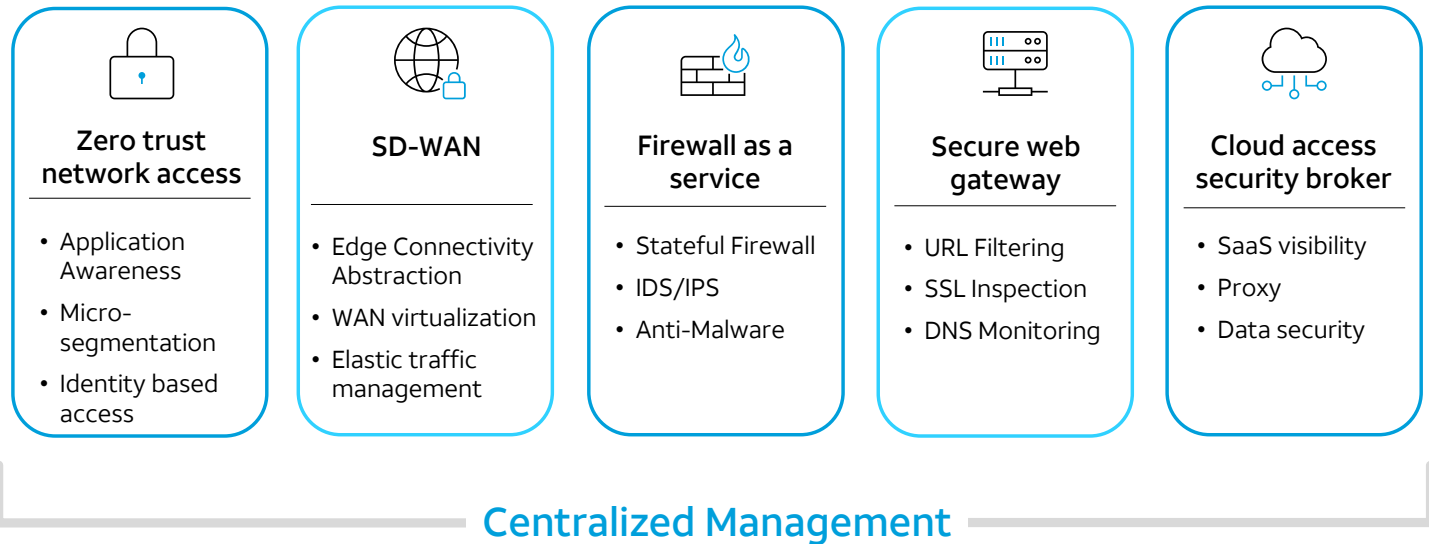 Zero trust
network access
• Application
Awareness
• Micro-
segmentation
• Identity based
access
SD-WAN
• Edge Connectivity
Abstraction
• WAN virtualization
• Elastic traffic
management
Firewall as a
service
• Stateful Firewall
• IDS/IPS
• Anti-Malware
Secure web
gateway
• URL Filtering
• SSL Inspection
• DNS Monitoring
Cloud access
security broker
• SaaS visibility
• Proxy
• Data security
Centralized Management